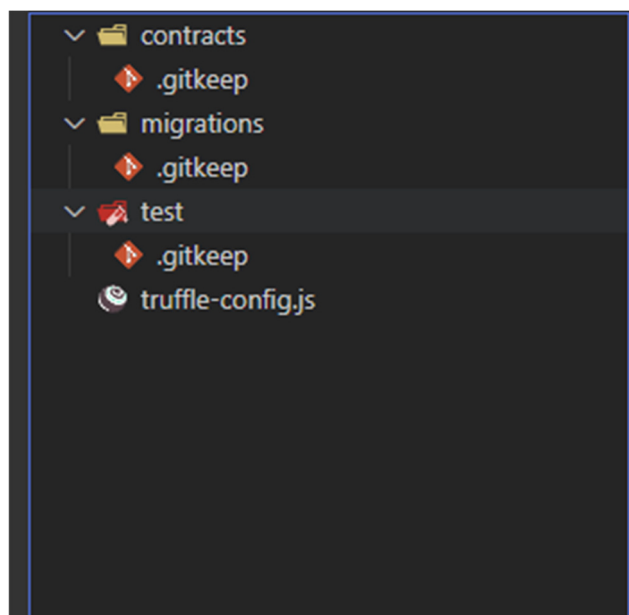 contracts
.gitkeep
migrations
.gitkeep
test
.gitkeep
truffle-config.js